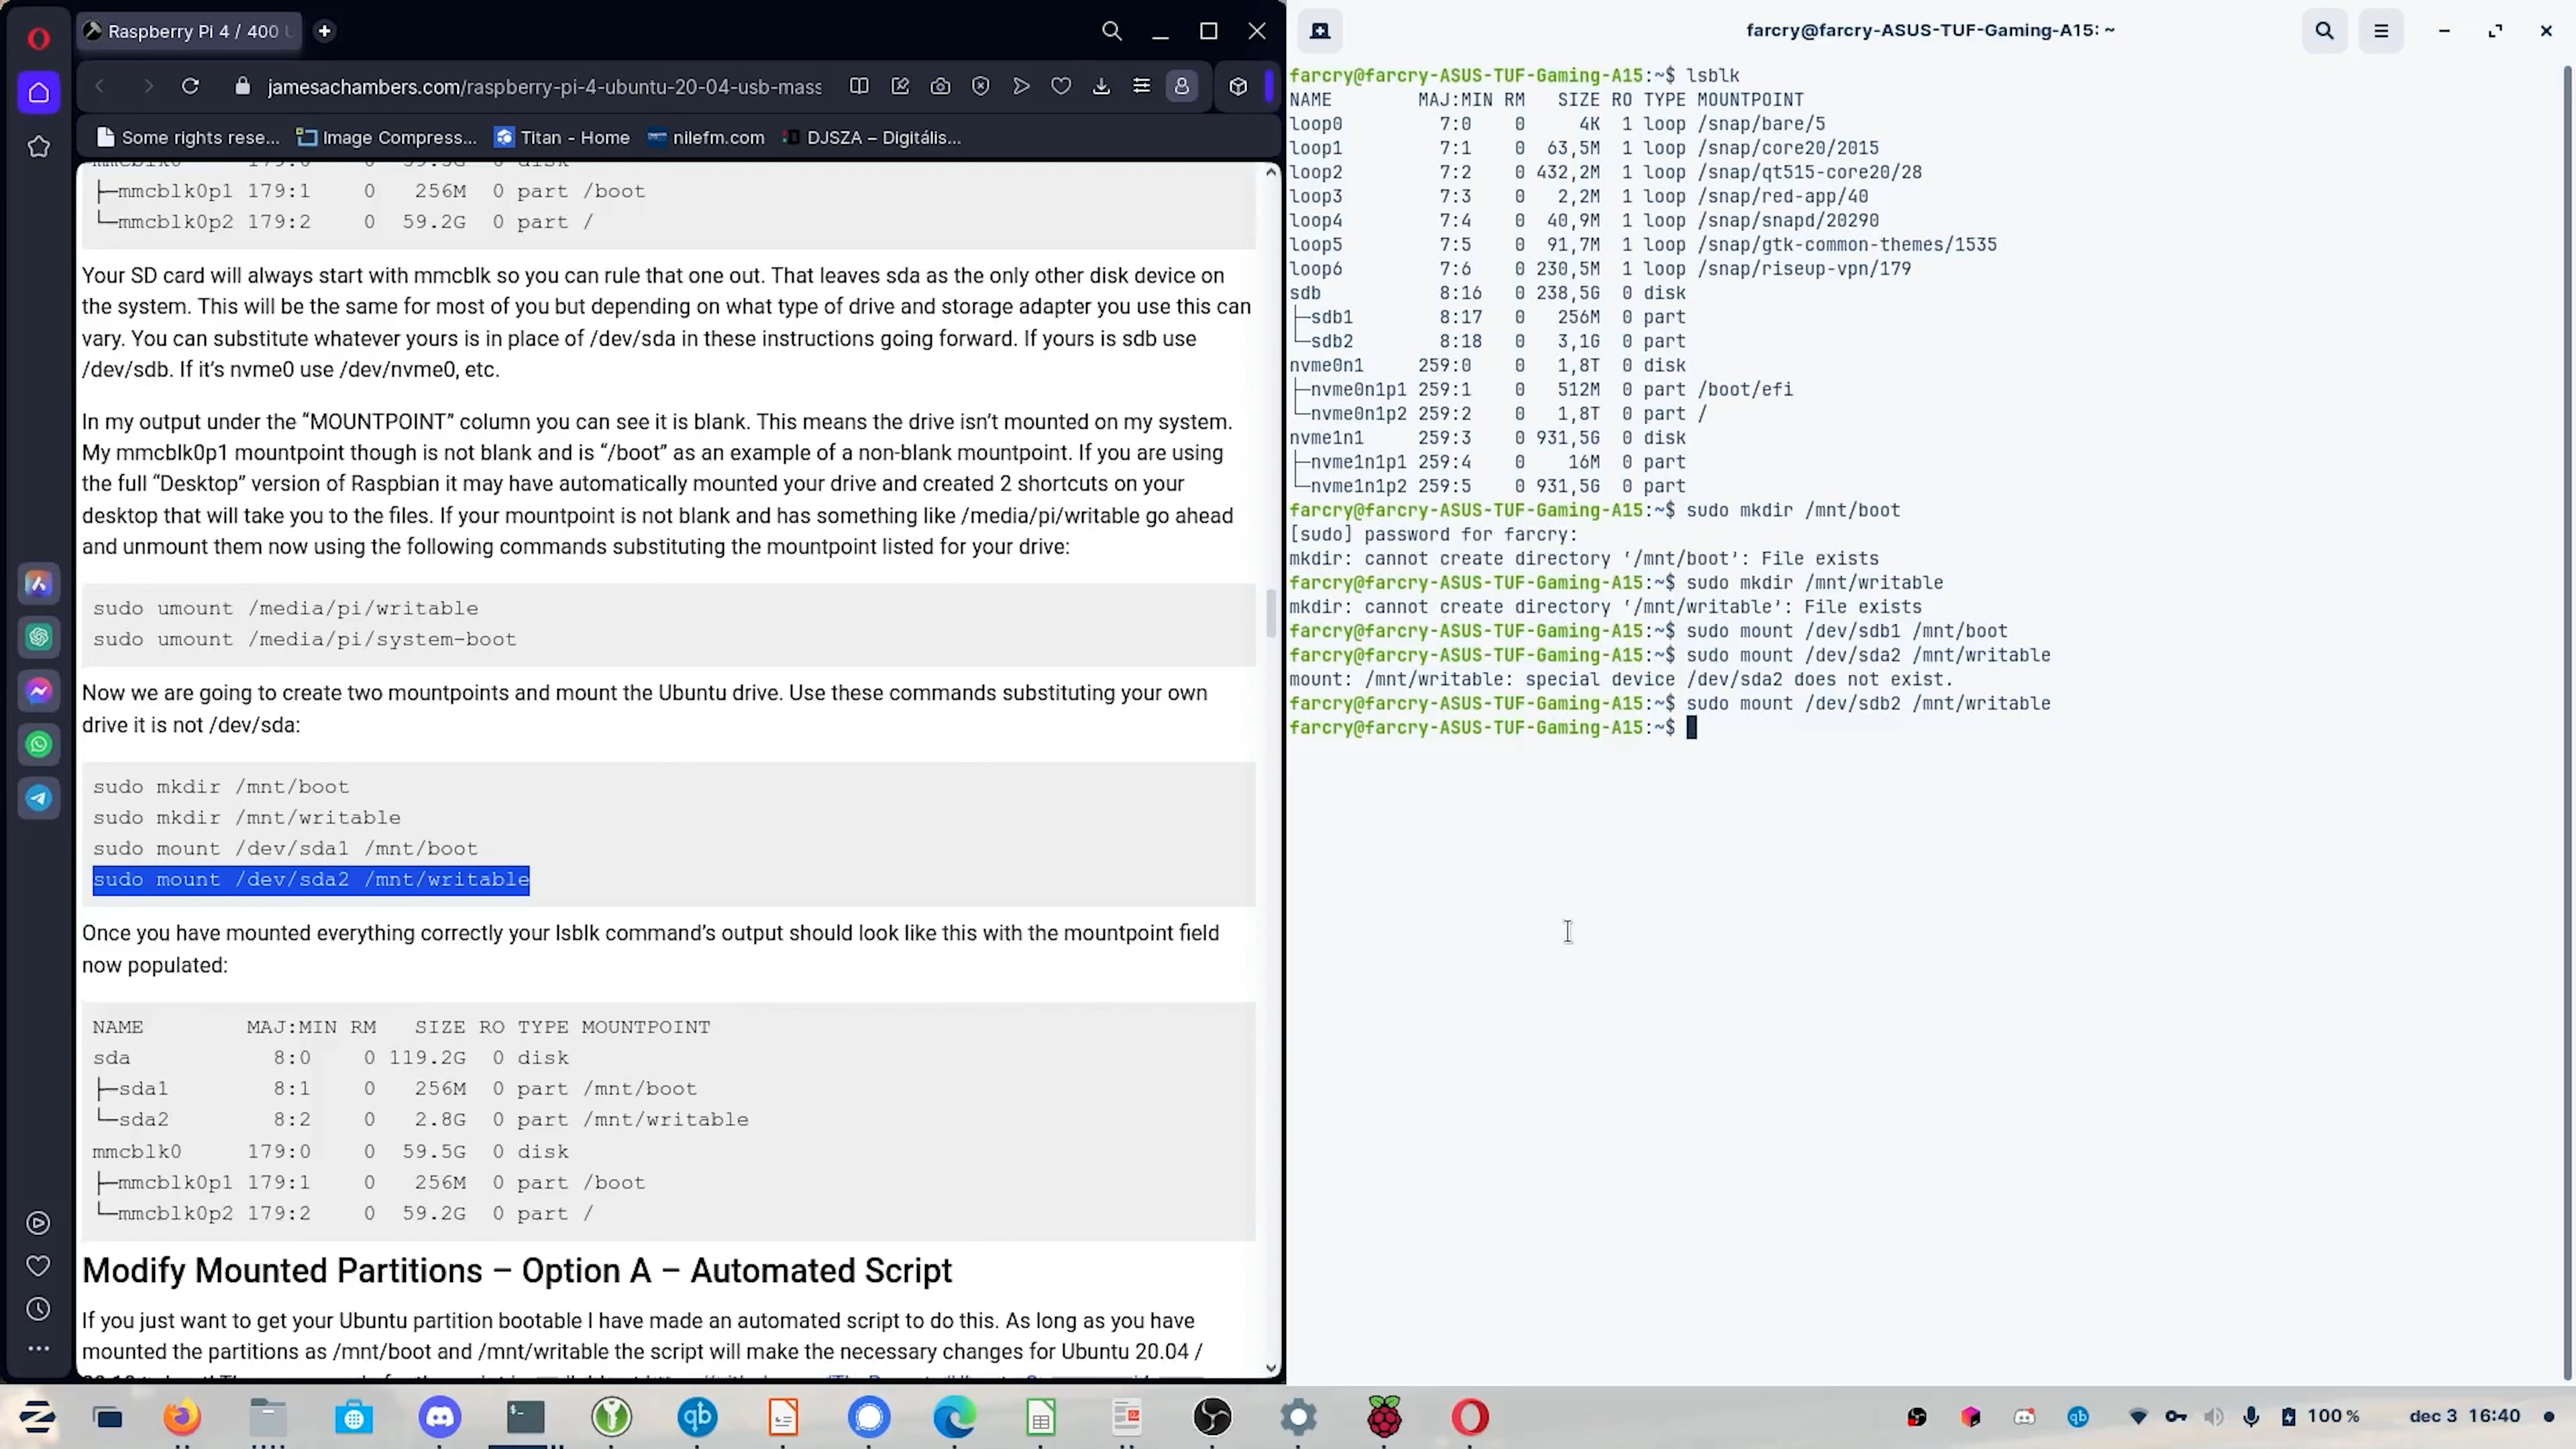 Raspberry Pi 4 / 400 U
jamesachambers.com/raspberry-pi-4-ubuntu-20-04-usb-mass
Some rights rese... Image Compress... Titan - Home nilefm.com DJSZA – Digitális...
├─mmcblk0p1 179:1 0 256M 0 part /boot
└─mmcblk0p2 179:2 0 59.2G 0 part /
Your SD card will always start with mmcblk so you can rule that one out. That leaves sda as the only other disk device on
the system. This will be the same for most of you but depending on what type of drive and storage adapter you use this can
vary. You can substitute whatever yours is in place of /dev/sda in these instructions going forward. If yours is sdb use
/dev/sdb. If it’s nvme0 use /dev/nvme0, etc.
In my output under the “MOUNTPOINT” column you can see it is blank. This means the drive isn’t mounted on my system.
My mmcblk0p1 mountpoint though is not blank and is “/boot” as an example of a non-blank mountpoint. If you are using
the full “Desktop” version of Raspbian it may have automatically mounted your drive and created 2 shortcuts on your
desktop that will take you to the files. If your mountpoint is not blank and has something like /media/pi/writable go ahead
and unmount them now using the following commands substituting the mountpoint listed for your drive:
sudo umount /media/pi/writable
sudo umount /media/pi/system-boot
Now we are going to create two mountpoints and mount the Ubuntu drive. Use these commands substituting your own
drive it is not /dev/sda:
sudo mkdir /mnt/boot
sudo mkdir /mnt/writable
sudo mount /dev/sda1 /mnt/boot
sudo mount /dev/sda2 /mnt/writable
Once you have mounted everything correctly your lsblk command’s output should look like this with the mountpoint field
now populated:
NAME MAJ:MIN RM SIZE RO TYPE MOUNTPOINT
sda 8:0 0 119.2G 0 disk
├─sda1 8:1 0 256M 0 part /mnt/boot
└─sda2 8:2 0 2.8G 0 part /mnt/writable
mmcblk0 179:0 0 59.5G 0 disk
├─mmcblk0p1 179:1 0 256M 0 part /boot
└─mmcblk0p2 179:2 0 59.2G 0 part /
Modify Mounted Partitions – Option A – Automated Script
If you just want to get your Ubuntu partition bootable I have made an automated script to do this. As long as you have
mounted the partitions as /mnt/boot and /mnt/writable the script will make the necessary changes for Ubuntu 20.04 /
farcry@farcry-ASUS-TUF-Gaming-A15: ~
farcry@farcry-ASUS-TUF-Gaming-A15:~$ lsblk
NAME MAJ:MIN RM SIZE RO TYPE MOUNTPOINT
loop0 7:0 0 4K 1 loop /snap/bare/5
loop1 7:1 0 63,5M 1 loop /snap/core20/2015
loop2 7:2 0 432,2M 1 loop /snap/qt515-core20/28
loop3 7:3 0 2,2M 1 loop /snap/red-app/40
loop4 7:4 0 40,9M 1 loop /snap/snapd/20290
loop5 7:5 0 91,7M 1 loop /snap/gtk-common-themes/1535
loop6 7:6 0 230,5M 1 loop /snap/riseup-vpn/179
sdb 8:16 0 238,5G 0 disk
├─sdb1 8:17 0 256M 0 part
└─sdb2 8:18 0 3,1G 0 part
nvme0n1 259:0 0 1,8T 0 disk
├─nvme0n1p1 259:1 0 512M 0 part /boot/efi
└─nvme0n1p2 259:2 0 1,8T 0 part /
nvme1n1 259:3 0 931,5G 0 disk
├─nvme1n1p1 259:4 0 16M 0 part
└─nvme1n1p2 259:5 0 931,5G 0 part
farcry@farcry-ASUS-TUF-Gaming-A15:~$ sudo mkdir /mnt/boot
[sudo] password for farcry:
mkdir: cannot create directory ‘/mnt/boot’: File exists
farcry@farcry-ASUS-TUF-Gaming-A15:~$ sudo mkdir /mnt/writable
mkdir: cannot create directory ‘/mnt/writable’: File exists
farcry@farcry-ASUS-TUF-Gaming-A15:~$ sudo mount /dev/sdb1 /mnt/boot
farcry@farcry-ASUS-TUF-Gaming-A15:~$ sudo mount /dev/sda2 /mnt/writable
mount: /mnt/writable: special device /dev/sda2 does not exist.
farcry@farcry-ASUS-TUF-Gaming-A15:~$ sudo mount /dev/sdb2 /mnt/writable
farcry@farcry-ASUS-TUF-Gaming-A15:~$
100 % dec 3 16:40